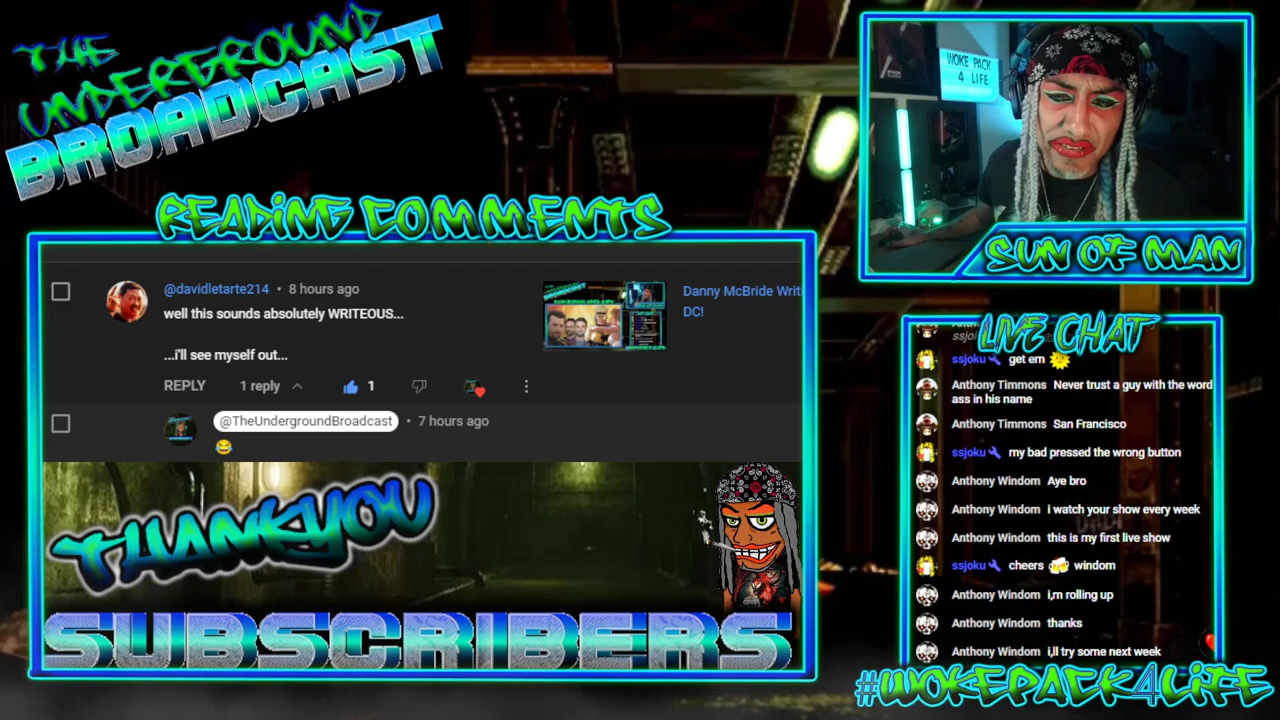 THE
UNDERGROUND
BROADCAST
WOKE PACK
4 LIFE
SUN OF MAN
READING COMMENTS
@davidletarte214 • 8 hours ago
well this sounds absolutely WRITEOUS...
...i'll see myself out...
REPLY 1 reply 1
Danny McBride Writ
DC!
@TheUndergroundBroadcast • 7 hours ago
😂
THANKYOU
SUBSCRIBERS
LIVE CHAT
ssjoku get em
Anthony Timmons Never trust a guy with the word
ass in his name
Anthony Timmons San Francisco
ssjoku my bad pressed the wrong button
Anthony Windom Aye bro
Anthony Windom i watch your show every week
Anthony Windom this is my first live show
ssjoku cheers 🍻 windom
Anthony Windom i,m rolling up
Anthony Windom thanks
Anthony Windom i,ll try some next week
#WOKEPACK4LIFE